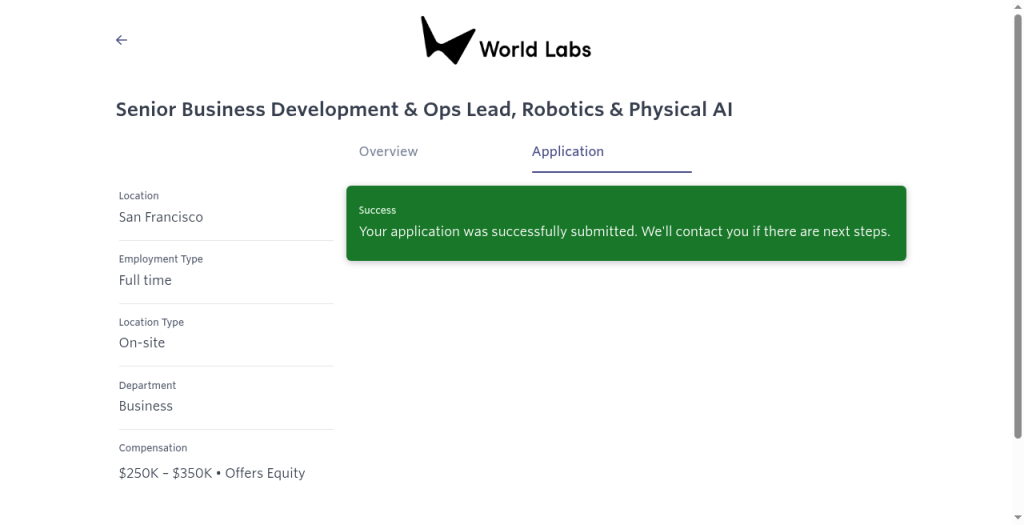 World Labs
Senior Business Development & Ops Lead, Robotics & Physical AI
Overview
Application
Location
San Francisco
Employment Type
Full time
Location Type
On-site
Department
Business
Compensation
$250K – $350K • Offers Equity
Success
Your application was successfully submitted. We'll contact you if there are next steps.